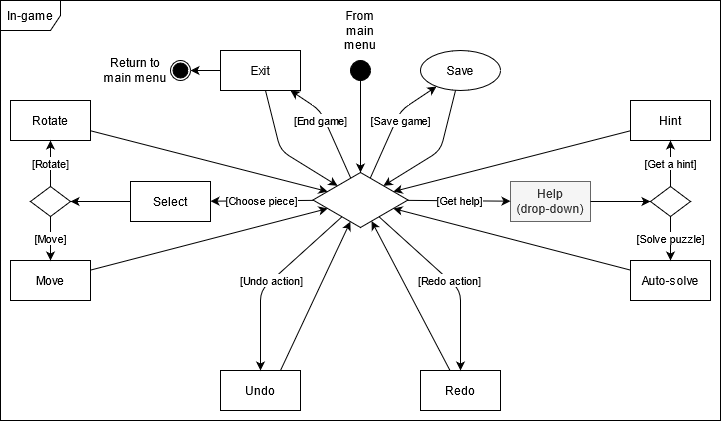 In-game
From
main
menu
Return to
main menu
Exit
Save
[End game]
[Save game]
Rotate
Hint
[Rotate]
[Get a hint]
Select
[Choose piece]
[Get help]
Help
(drop-down)
[Move]
[Solve puzzle]
Move
Auto-solve
[Undo action]
[Redo action]
Undo
Redo